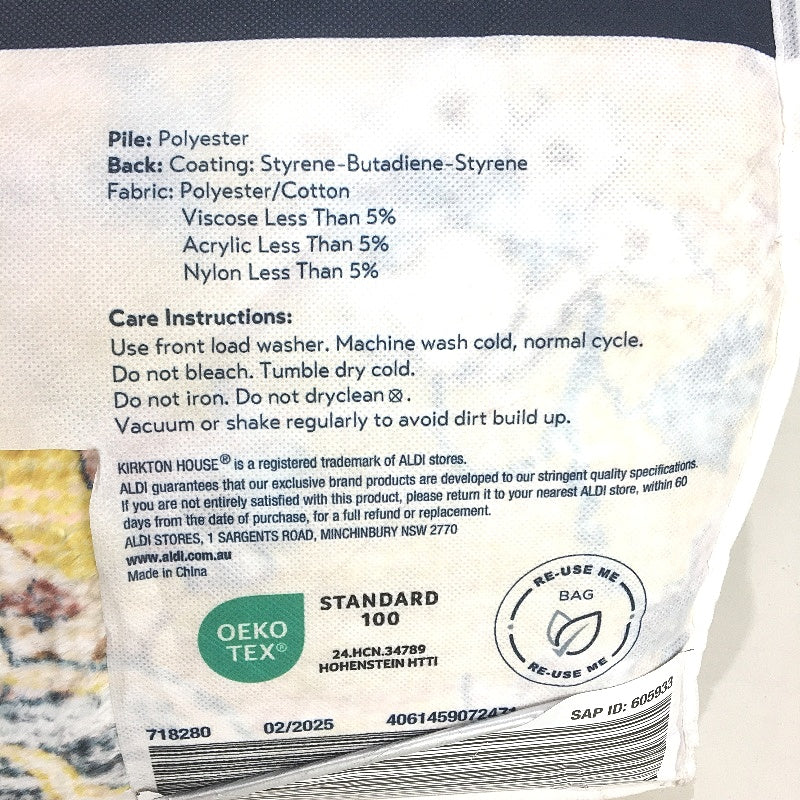 Pile: Polyester
Back: Coating: Styrene-Butadiene-Styrene
Fabric: Polyester/Cotton
Viscose Less Than 5%
Acrylic Less Than 5%
Nylon Less Than 5%
Care Instructions:
Use front load washer. Machine wash cold, normal cycle.
Do not bleach. Tumble dry cold.
Do not iron. Do not dryclean ⊗.
Vacuum or shake regularly to avoid dirt build up.
KIRKTON HOUSE® is a registered trademark of ALDI stores.
ALDI guarantees that our exclusive brand products are developed to our stringent quality specifications.
If you are not entirely satisfied with this product, please return it to your nearest ALDI store, within 60
days from the date of purchase, for a full refund or replacement.
ALDI STORES, 1 SARGENTS ROAD, MINCHINBURY NSW 2770
www.aldi.com.au
Made in China
OEKO
TEX®
STANDARD
100
24.HCN.34789
HOHENSTEIN HTTI
RE-USE ME
BAG
RE-USE ME
718280 02/2025 SAP ID: 605933